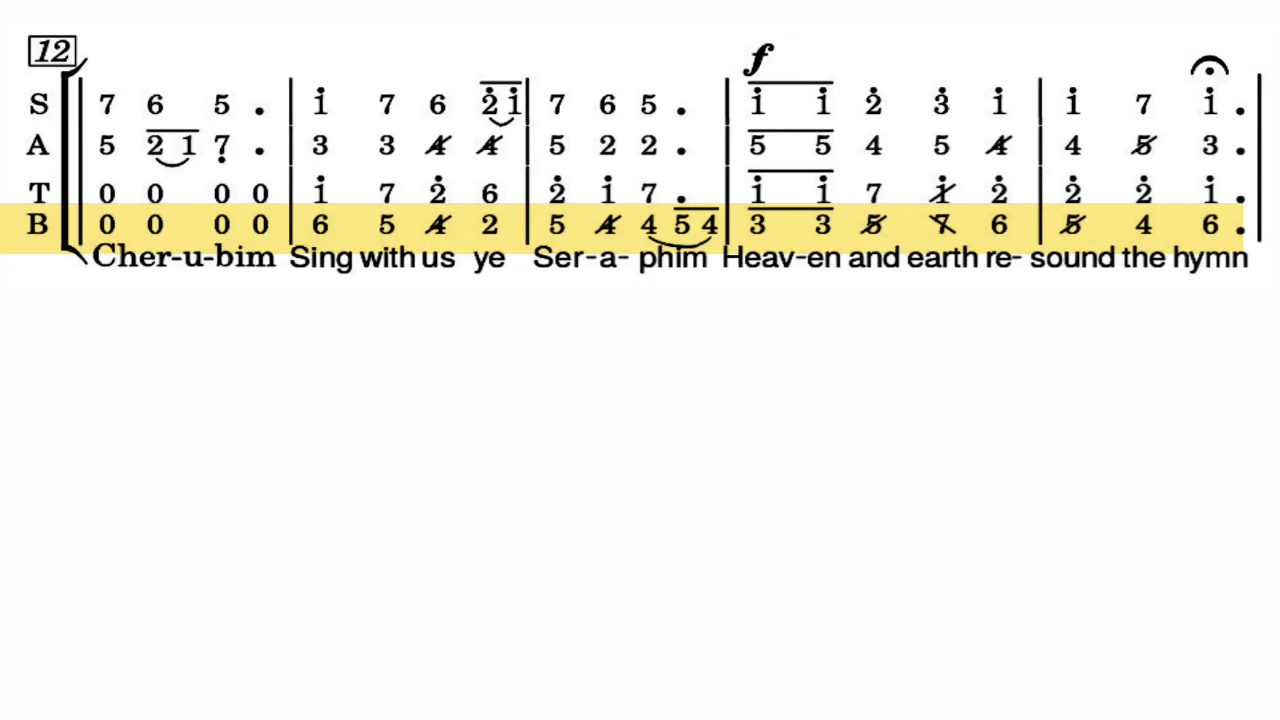 12
f
S 7 6 5 . | 1̇ 7 6 2̇ 1̇ | 7 6 5 . | 1̇ 1̇ 2̇ 3̇ 1̇ | 1̇ 7 1̇ .
A 5 2 1 7̣ . | 3 3 4̸ 4̸ | 5 2 2 . | 5 5 4 5 4̸ | 4 5̸ 3 .
T 0 0 0 0 | 1̇ 7 2̇ 6 | 2̇ 1̇ 7 . | 1̇ 1̇ 7 1̸̇ 2̇ | 2̇ 2̇ 1̇ .
B 0 0 0 0 | 6 5 4̸ 2 | 5 4̸ 4 5 4 | 3 3 5̸ 7̸ 6 | 5̸ 4 6 .
Cher-u-bim Sing with us ye Ser-a-phim Heav-en and earth re-sound the hymn